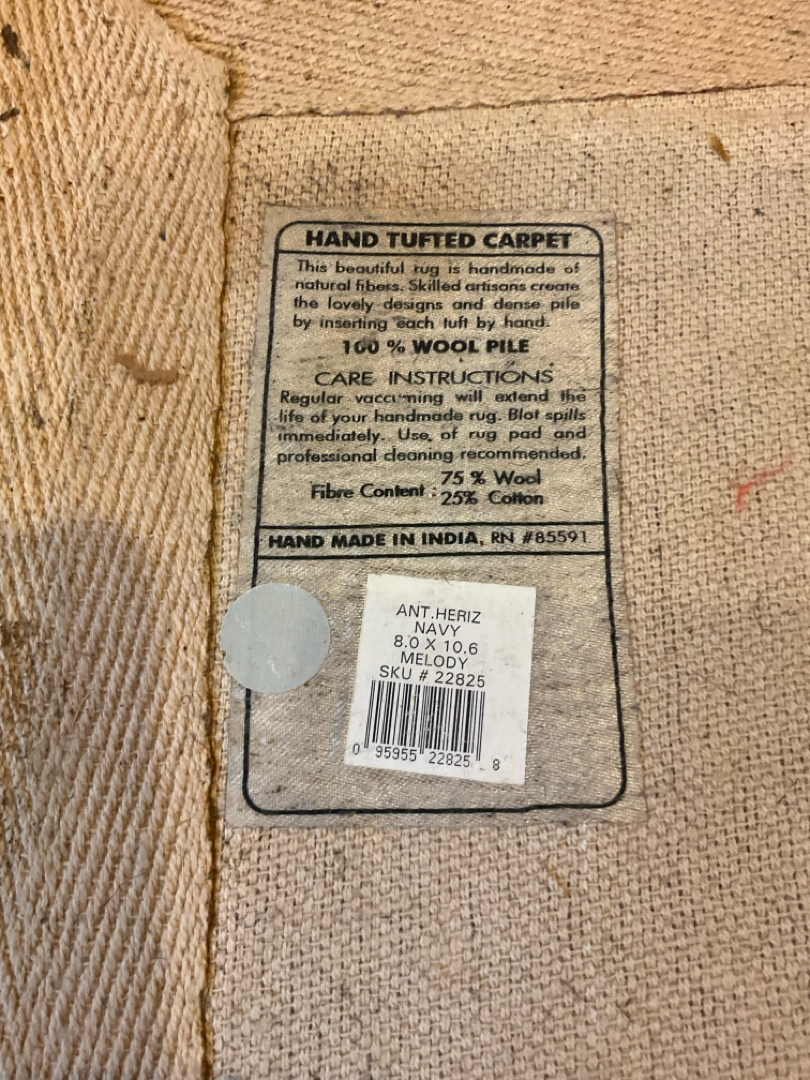 HAND TUFTED CARPET
This beautiful rug is handmade of
natural fibers. Skilled artisans create
the lovely designs and dense pile
by inserting each tuft by hand.
100 % WOOL PILE
CARE INSTRUCTIONS
Regular vaccuming will extend the
life of your handmade rug. Blot spills
immediately. Use of rug pad and
professional cleaning recommended.
Fibre Content : 75 % Wool
25% Cotton
HAND MADE IN INDIA, RN #85591
ANT.HERIZ
NAVY
8.0 X 10.6
MELODY
SKU # 22825
0 95955 22825 8